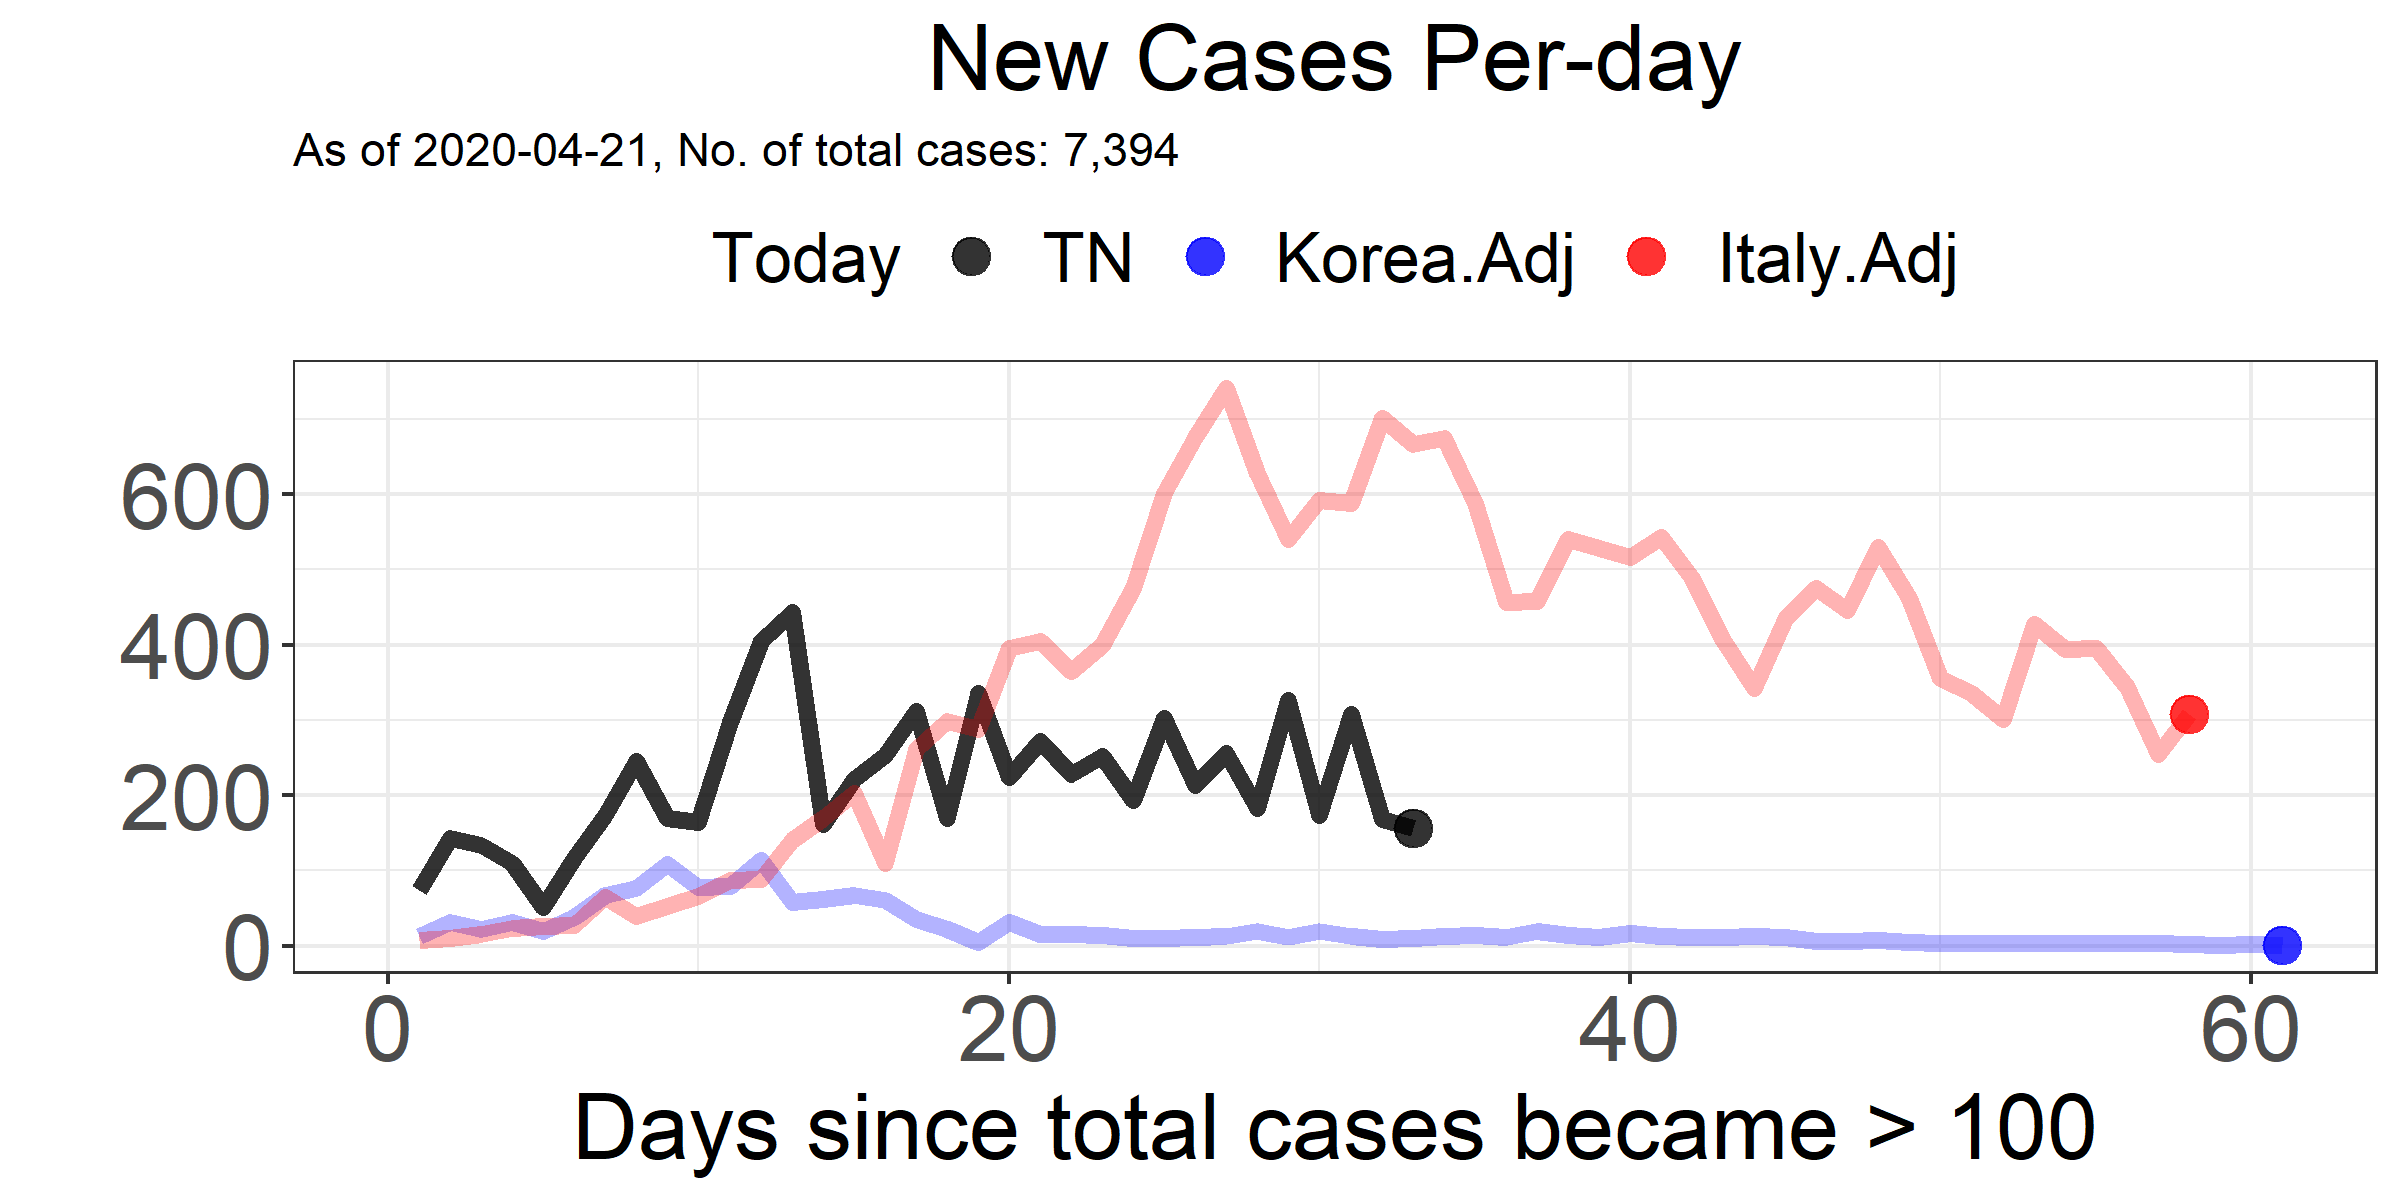 New Cases Per-day
As of 2020-04-21, No. of total cases: 7,394
Today TN Korea.Adj Italy.Adj
600
400
200
0
0 20 40 60
Days since total cases became > 100